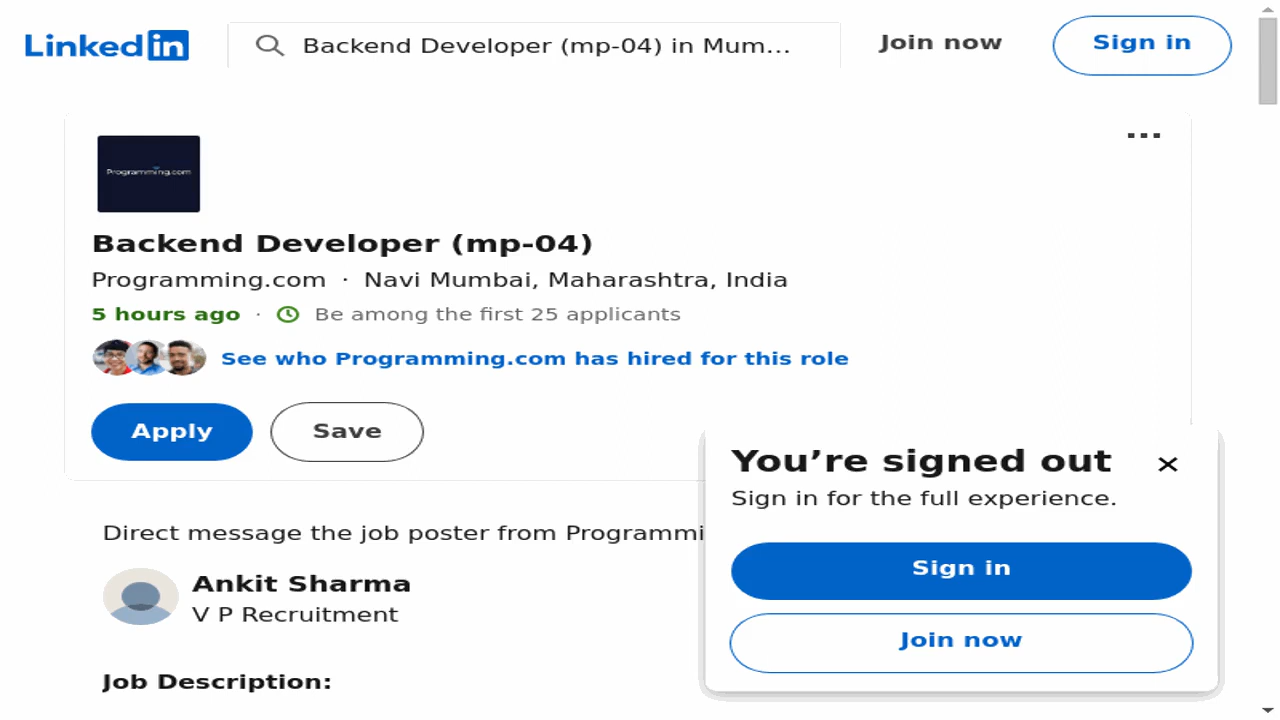 Linkedin
Backend Developer (mp-04) in Mum...
Join now
Sign in
Programming.com
Backend Developer (mp-04)
Programming.com · Navi Mumbai, Maharashtra, India
5 hours ago · Be among the first 25 applicants
See who Programming.com has hired for this role
Apply
Save
You’re signed out
Sign in for the full experience.
Sign in
Join now
Direct message the job poster from
Ankit Sharma
V P Recruitment
Job Description: